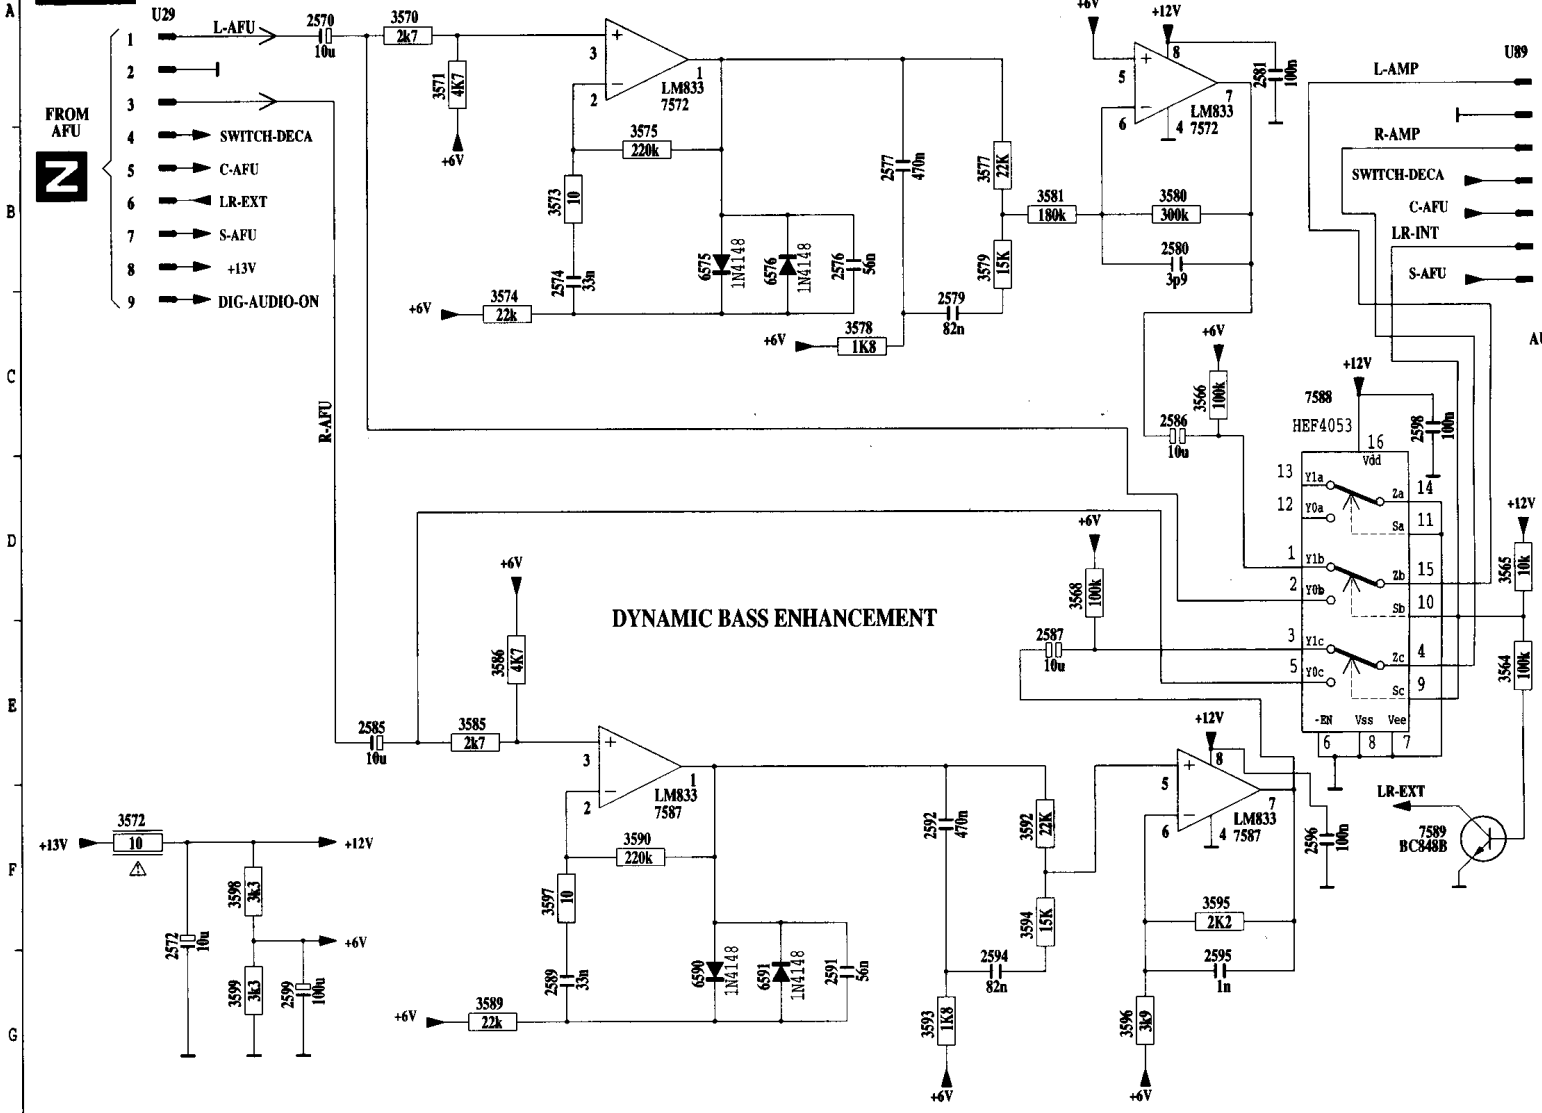 A
B
C
D
E
F
G
U29
1
2
3
4
5
6
7
8
9
FROM
AFU
N
L-AFU
SWITCH-DECA
C-AFU
LR-EXT
S-AFU
+13V
DIG-AUDIO-ON
R-AFU
2570
10u
3570
2k7
3571
4K7
+6V
3
2
1
LM833
7572
3575
220k
3573
10
2574
33n
+6V
3574
22k
6575
1N4148
6576
1N4148
2576
56n
2577
470n
+6V
3578
1K8
2579
82n
3577
22K
3579
15K
3581
180k
3580
300k
2580
3p9
+6V
+12V
5
6
8
7
4
LM833
7572
2581
100n
U89
L-AMP
R-AMP
SWITCH-DECA
C-AFU
LR-INT
S-AFU
AU
+6V
3566
100k
2586
10u
+12V
7588
HEF4053
2598
100n
16
Vdd
13 Y1a
12 Y0a
Za 14
Sa 11
1 Y1b
2 Y0b
Zb 15
Sb 10
3 Y1c
5 Y0c
Zc 4
Sc 9
-EN Vss Vee
6 8 7
+12V
3565
10k
3564
100k
LR-EXT
7589
BC848B
DYNAMIC BASS ENHANCEMENT
+6V
3568
100k
2587
10u
+6V
3586
4K7
2585
10u
3585
2k7
3
2
1
LM833
7587
3590
220k
3597
10
2589
33n
+6V
3589
22k
6590
1N4148
6591
1N4148
2591
56n
2592
470n
3592
22K
3594
15K
2594
82n
3593
1K8
+6V
+12V
5
6
8
7
4
LM833
7587
2596
100n
3595
2K2
2595
1n
3596
3k9
+6V
+13V
3572
10
+12V
3598
3k3
2572
10u
+6V
3599
3k3
2599
100u